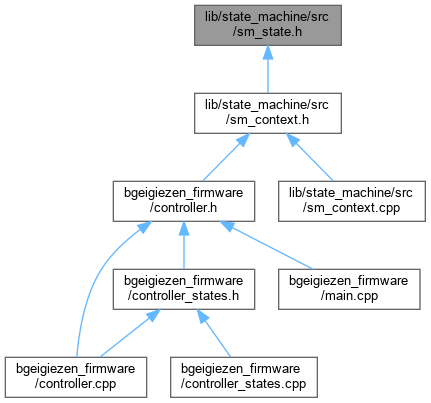 lib/state_machine/src
/sm_state.h
lib/state_machine/src
/sm_context.h
bgeigiezen_firmware
/controller.h
lib/state_machine/src
/sm_context.cpp
bgeigiezen_firmware
/controller_states.h
bgeigiezen_firmware
/main.cpp
bgeigiezen_firmware
/controller.cpp
bgeigiezen_firmware
/controller_states.cpp